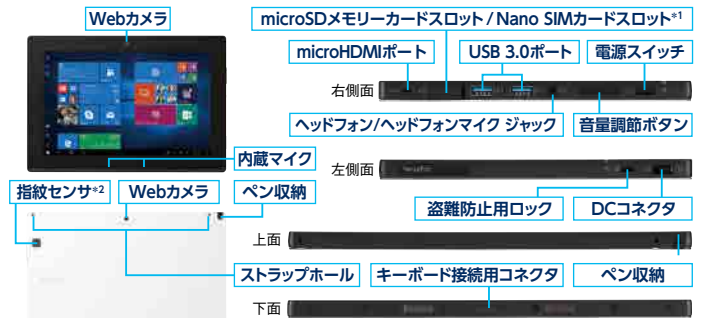 Webカメラ
microSDメモリーカードスロット / Nano SIMカードスロット*1
microHDMIポート
USB 3.0ポート
電源スイッチ
右側面
ヘッドフォン/ヘッドフォンマイク ジャック
音量調節ボタン
内蔵マイク
左側面
指紋センサ*2
Webカメラ
ペン収納
盗難防止用ロック
DCコネクタ
上面
ストラップホール
キーボード接続用コネクタ
ペン収納
下面